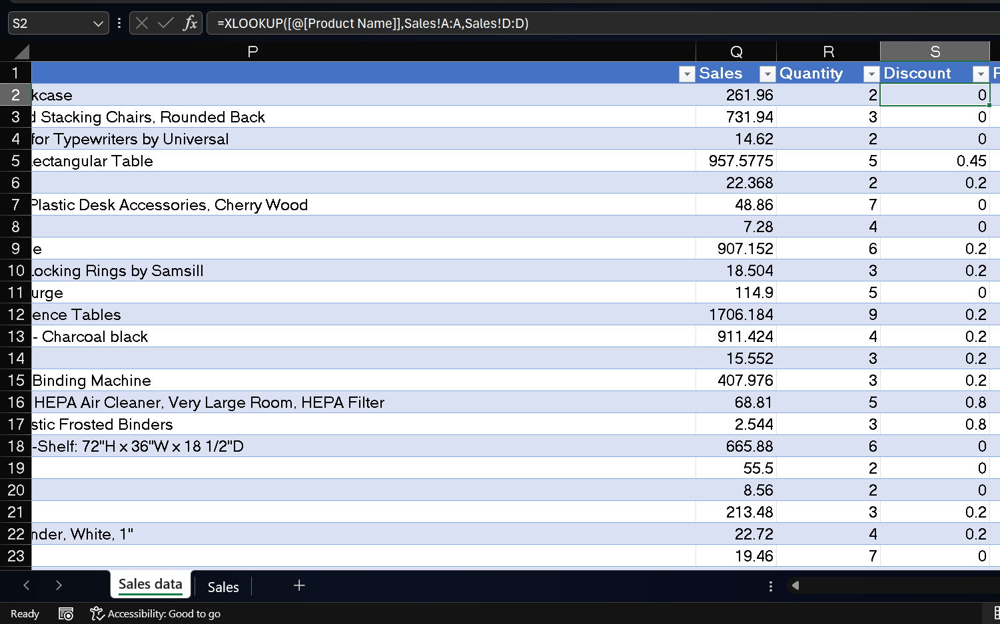 S2 fx =XLOOKUP([@[Product Name]],Sales!A:A,Sales!D:D)
P Q R S
1 Sales Quantity Discount
2 kcase 261.96 2 0
3 d Stacking Chairs, Rounded Back 731.94 3 0
4 for Typewriters by Universal 14.62 2 0
5 ectangular Table 957.5775 5 0.45
6 22.368 2 0.2
7 Plastic Desk Accessories, Cherry Wood 48.86 7 0
8 7.28 4 0
9 e 907.152 6 0.2
10 ocking Rings by Samsill 18.504 3 0.2
11 urge 114.9 5 0
12 ence Tables 1706.184 9 0.2
13 - Charcoal black 911.424 4 0.2
14 15.552 3 0.2
15 Binding Machine 407.976 3 0.2
16 HEPA Air Cleaner, Very Large Room, HEPA Filter 68.81 5 0.8
17 stic Frosted Binders 2.544 3 0.8
18 -Shelf: 72"H x 36"W x 18 1/2"D 665.88 6 0
19 55.5 2 0
20 8.56 2 0
21 213.48 3 0.2
22 nder, White, 1" 22.72 4 0.2
23 19.46 7 0
Sales data Sales
Ready Accessibility: Good to go